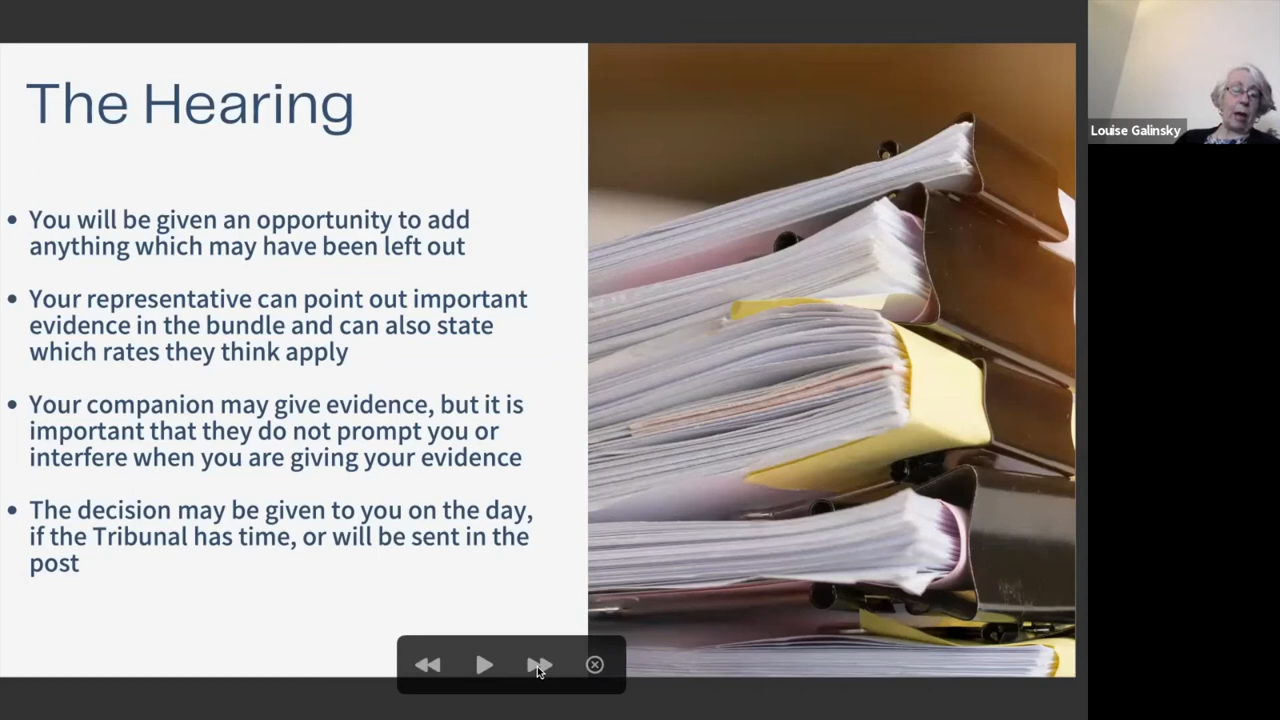 The Hearing
• You will be given an opportunity to add
anything which may have been left out
• Your representative can point out important
evidence in the bundle and can also state
which rates they think apply
• Your companion may give evidence, but it is
important that they do not prompt you or
interfere when you are giving your evidence
• The decision may be given to you on the day,
if the Tribunal has time, or will be sent in the
post
Louise Galinsky